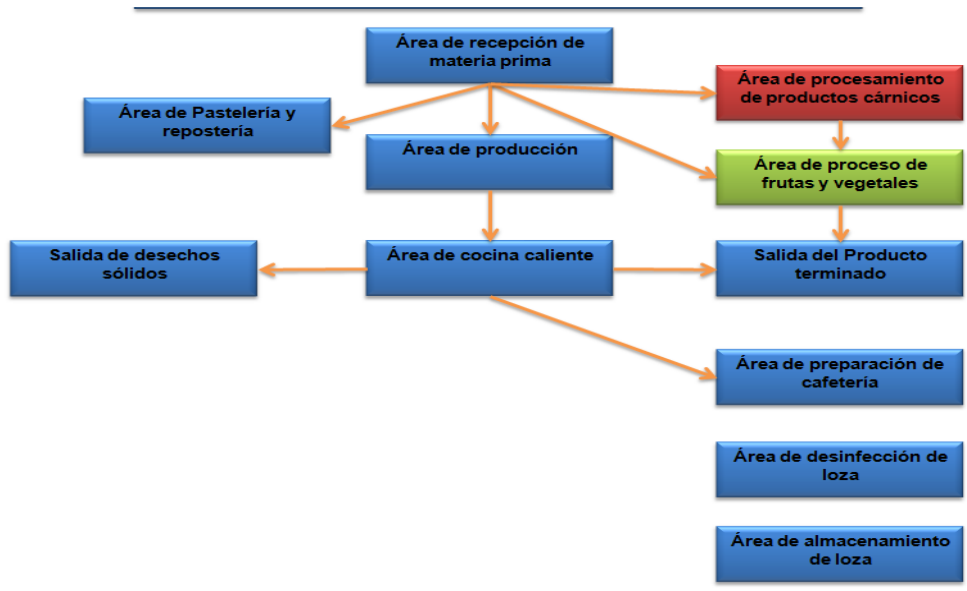 Área de recepción de
materia prima
Área de procesamiento
de productos cárnicos
Área de Pastelería y
repostería
Área de producción
Área de proceso de
frutas y vegetales
Salida de desechos
sólidos
Área de cocina caliente
Salida del Producto
terminado
Área de preparación de
cafetería
Área de desinfección de
loza
Área de almacenamiento
de loza